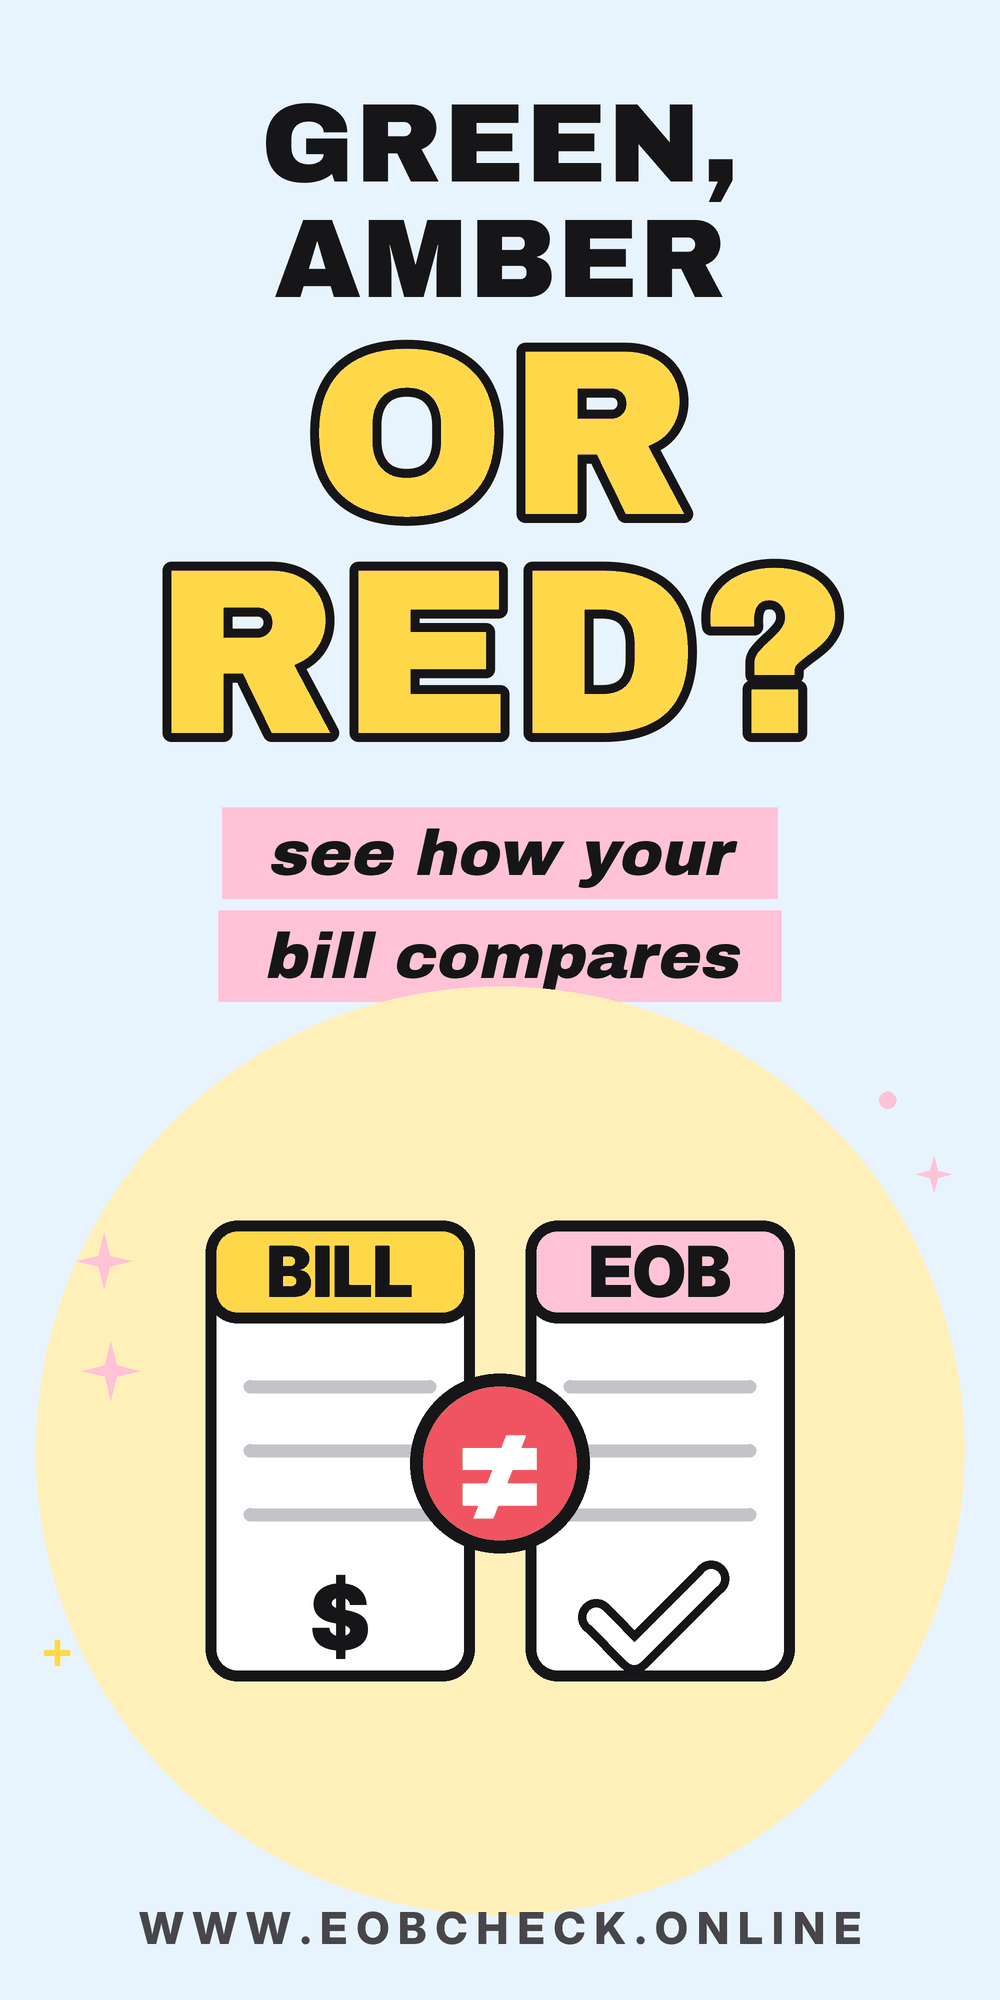 GREEN,
AMBER
OR
RED?
see how your
bill compares
BILL
EOB
≠
$
WWW.EOBCHECK.ONLINE